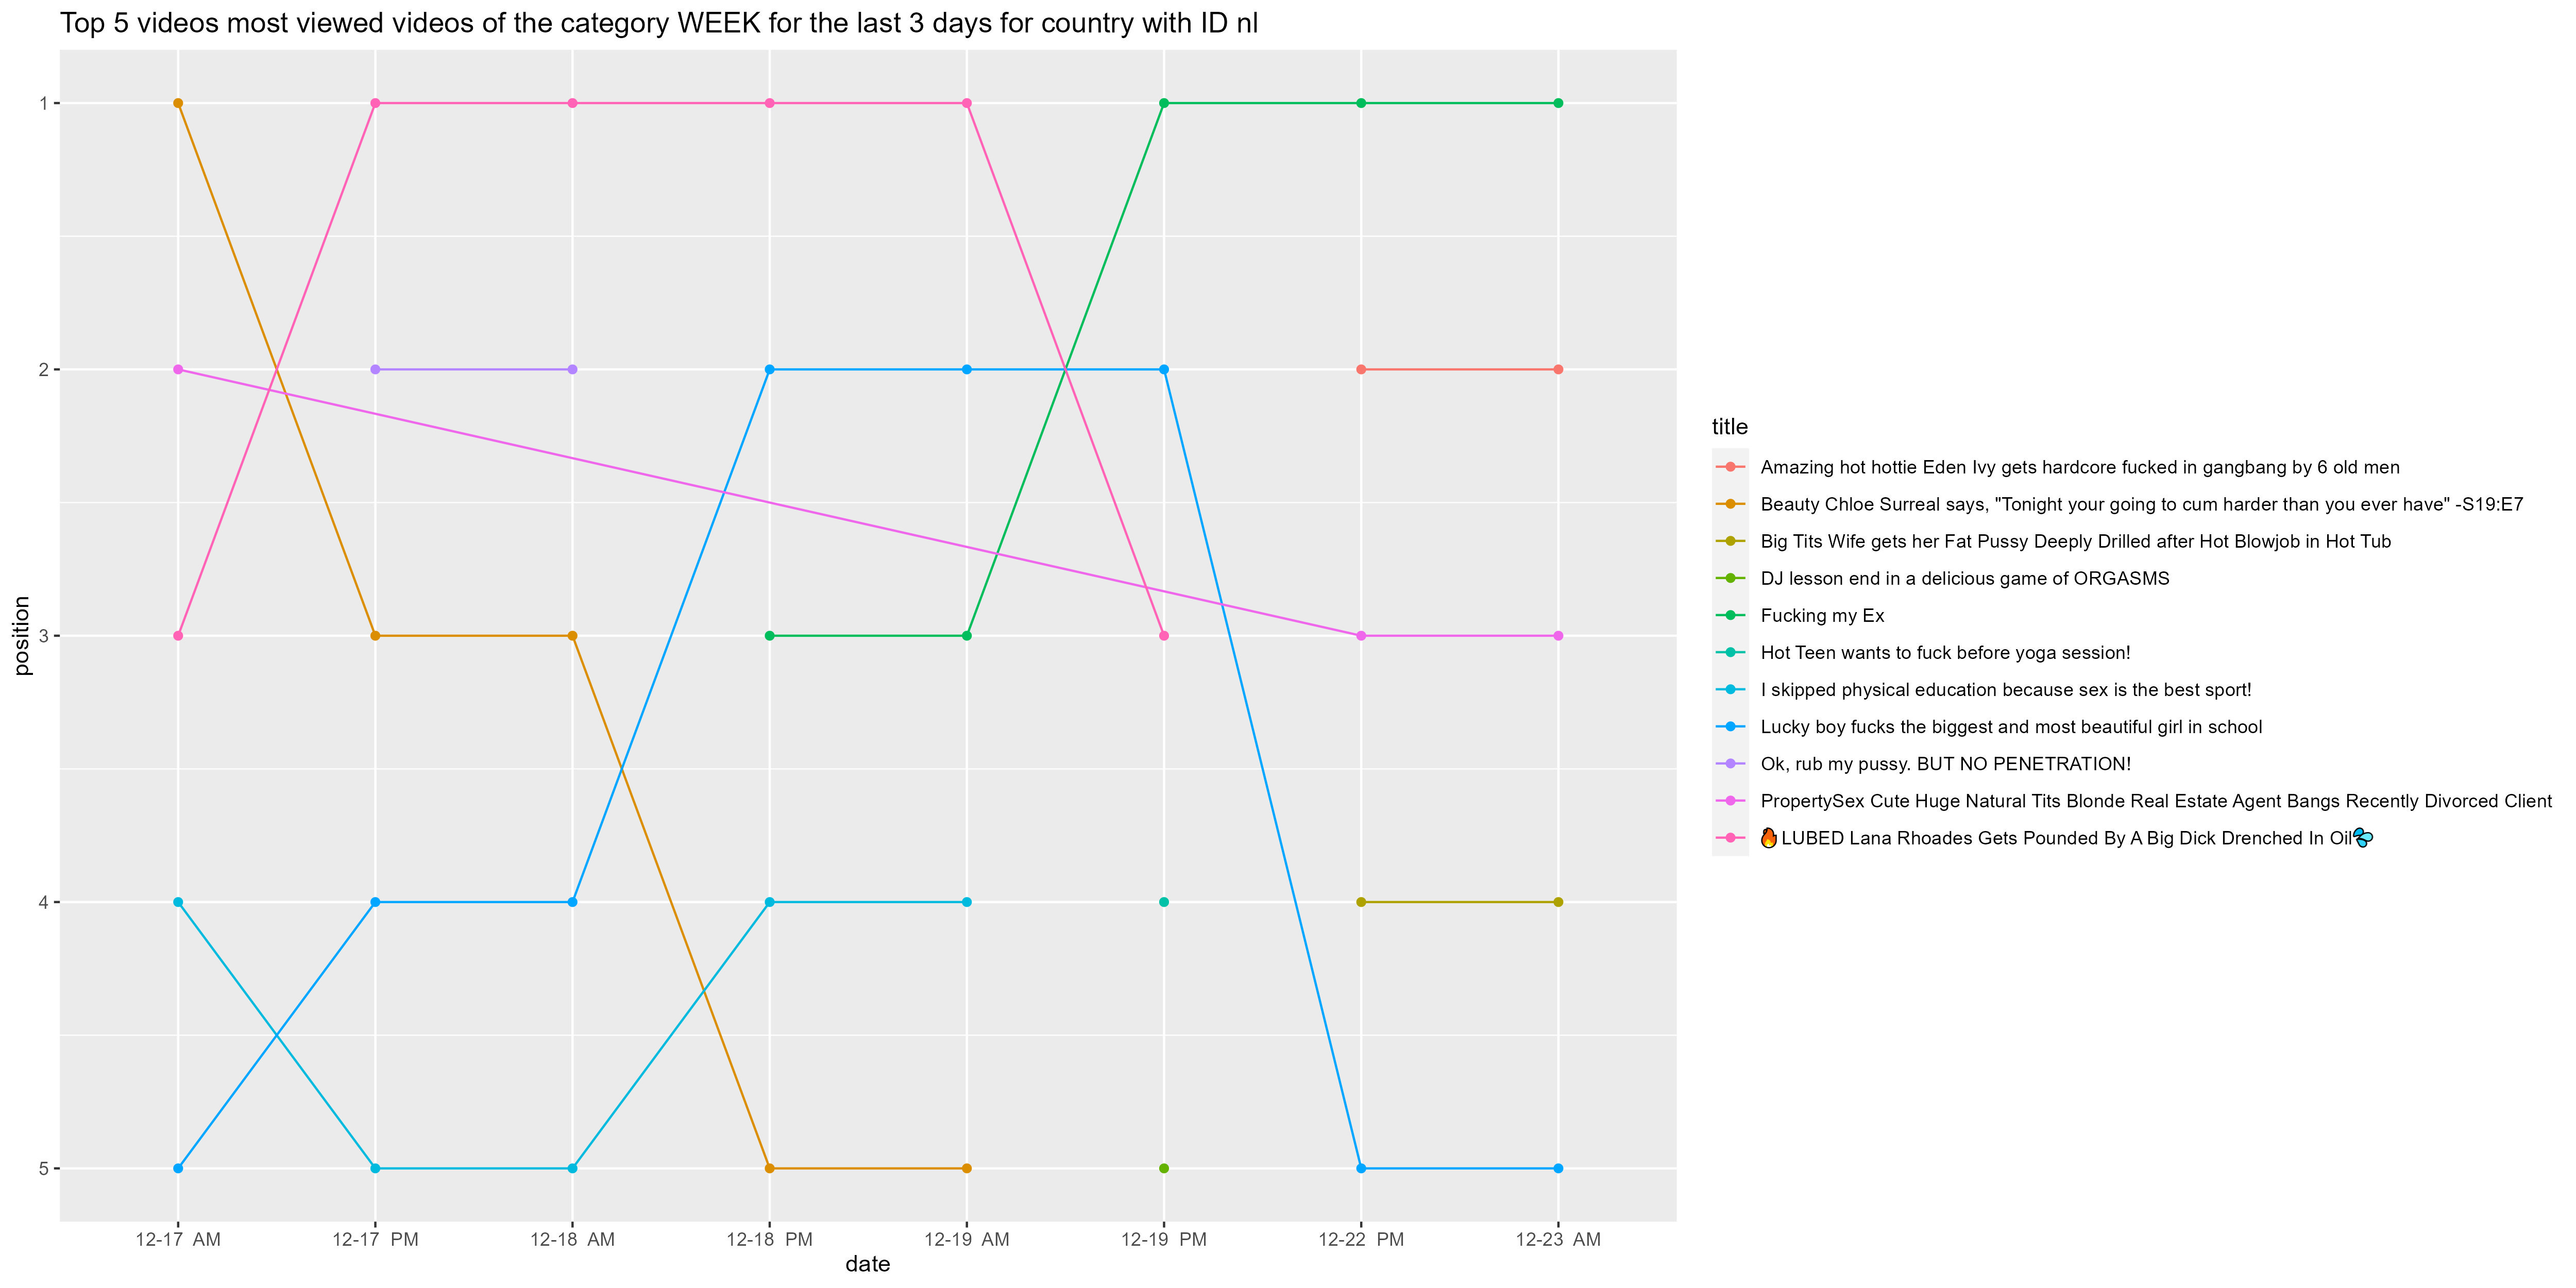 Top 5 videos most viewed videos of the category WEEK for the last 3 days for country with ID nl
position
1
2
3
4
5
12-17 AM
12-17 PM
12-18 AM
12-18 PM
12-19 AM
12-19 PM
12-22 PM
12-23 AM
date
title
Amazing hot hottie Eden Ivy gets hardcore fucked in gangbang by 6 old men
Beauty Chloe Surreal says, "Tonight your going to cum harder than you ever have" -S19:E7
Big Tits Wife gets her Fat Pussy Deeply Drilled after Hot Blowjob in Hot Tub
DJ lesson end in a delicious game of ORGASMS
Fucking my Ex
Hot Teen wants to fuck before yoga session!
I skipped physical education because sex is the best sport!
Lucky boy fucks the biggest and most beautiful girl in school
Ok, rub my pussy. BUT NO PENETRATION!
PropertySex Cute Huge Natural Tits Blonde Real Estate Agent Bangs Recently Divorced Client
🔥LUBED Lana Rhoades Gets Pounded By A Big Dick Drenched In Oil💦